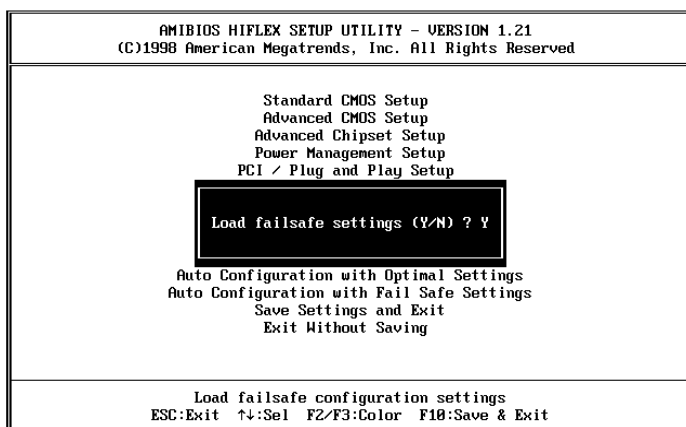 AMIBIOS HIFLEX SETUP UTILITY - VERSION 1.21
(C)1998 American Megatrends, Inc. All Rights Reserved
Standard CMOS Setup
Advanced CMOS Setup
Advanced Chipset Setup
Power Management Setup
PCI / Plug and Play Setup
Load failsafe settings (Y/N) ? Y
Auto Configuration with Optimal Settings
Auto Configuration with Fail Safe Settings
Save Settings and Exit
Exit Without Saving
Load failsafe configuration settings
ESC:Exit ↑↓:Sel F2/F3:Color F10:Save & Exit